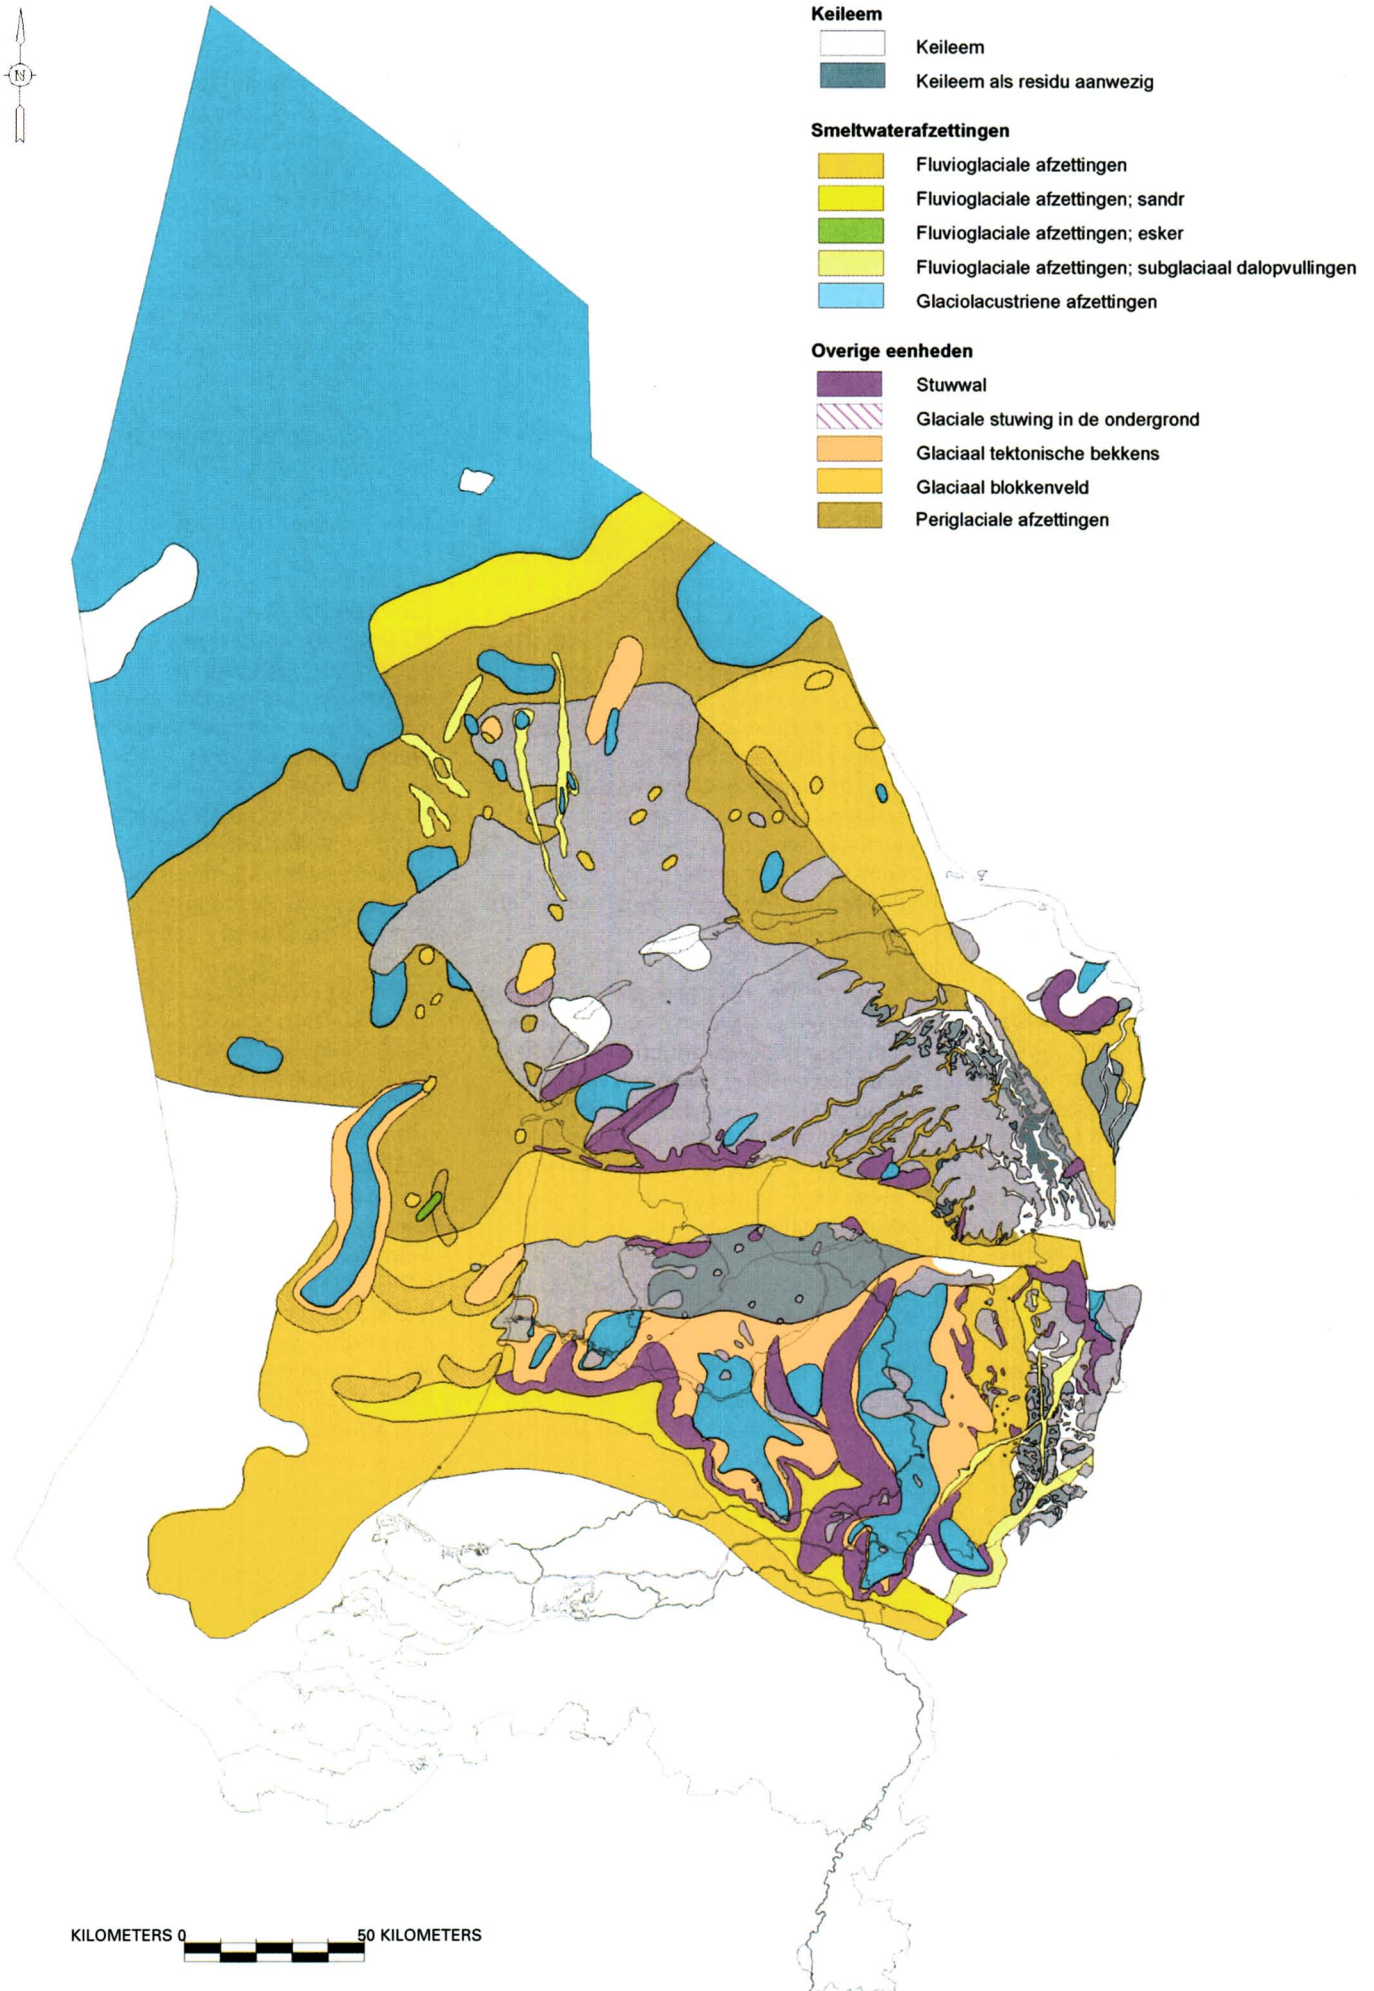 N
Keileem
Keileem
Keileem als residu aanwezig
Smeltwaterafzettingen
Fluvioglaciale afzettingen
Fluvioglaciale afzettingen; sandr
Fluvioglaciale afzettingen; esker
Fluvioglaciale afzettingen; subglaciaal dalopvullingen
Glaciolacustriene afzettingen
Overige eenheden
Stuwwal
Glaciale stuwing in de ondergrond
Glaciaal tektonische bekkens
Glaciaal blokkenveld
Periglaciale afzettingen
KILOMETERS 0 50 KILOMETERS